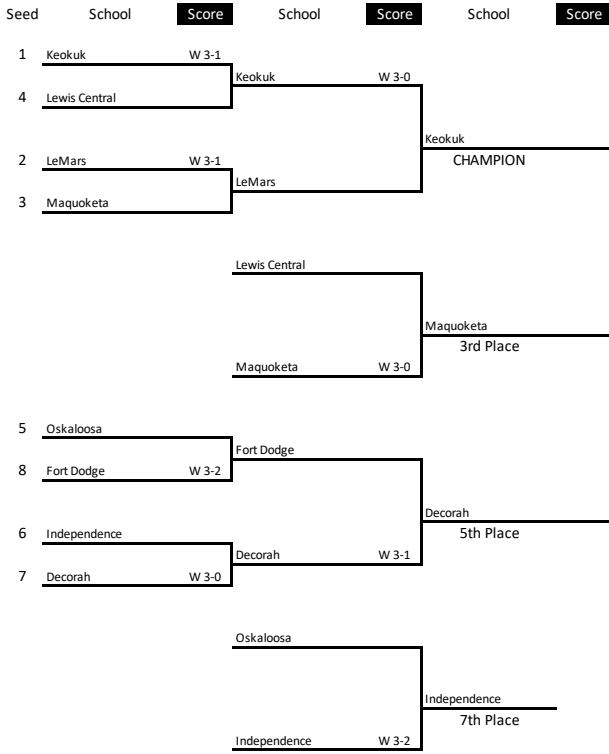 Seed School Score School Score School Score
1 Keokuk W 3-1
Keokuk W 3-0
4 Lewis Central
Keokuk
CHAMPION
2 LeMars W 3-1
LeMars
3 Maquoketa
Lewis Central
Maquoketa
3rd Place
Maquoketa W 3-0
5 Oskaloosa
Fort Dodge
8 Fort Dodge W 3-2
Decorah
5th Place
6 Independence
Decorah W 3-1
7 Decorah W 3-0
Oskaloosa
Independence
7th Place
Independence W 3-2